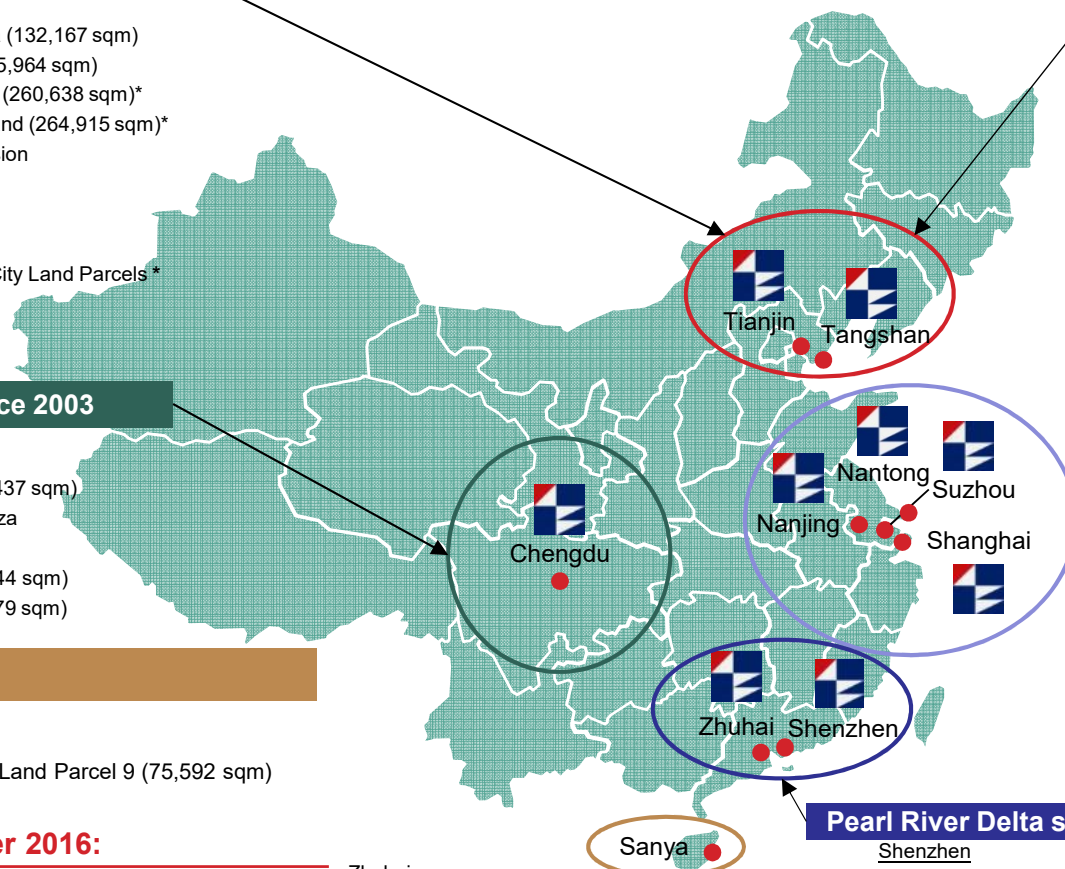 (132,167 sqm)
5,964 sqm)
(260,638 sqm)*
nd (264,915 sqm)*
sion
City Land Parcels *
ce 2003
437 sqm)
za
44 sqm)
79 sqm)
Land Parcel 9 (75,592 sqm)
er 2016:
Tianjin
Tangshan
Nantong
Suzhou
Nanjing
Shanghai
Chengdu
Zhuhai
Shenzhen
Sanya
Pearl River Delta s
Shenzhen